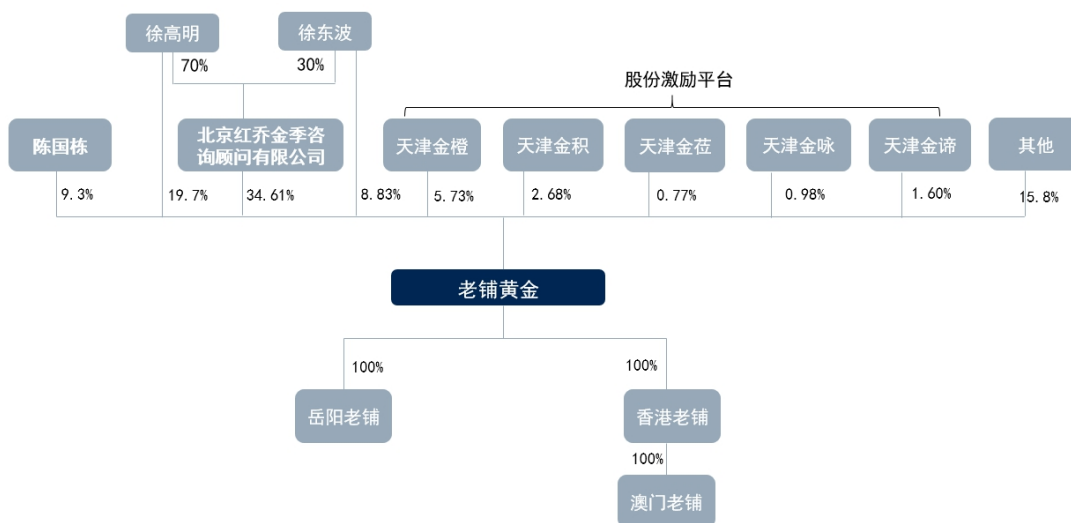 徐高明
徐东波
70%
30%
股份激励平台
陈国栋
北京红乔金季咨
询顾问有限公司
天津金橙
天津金积
天津金莅
天津金咏
天津金谛
其他
9.3%
19.7%
34.61%
8.83%
5.73%
2.68%
0.77%
0.98%
1.60%
15.8%
老铺黄金
100%
100%
岳阳老铺
香港老铺
100%
澳门老铺